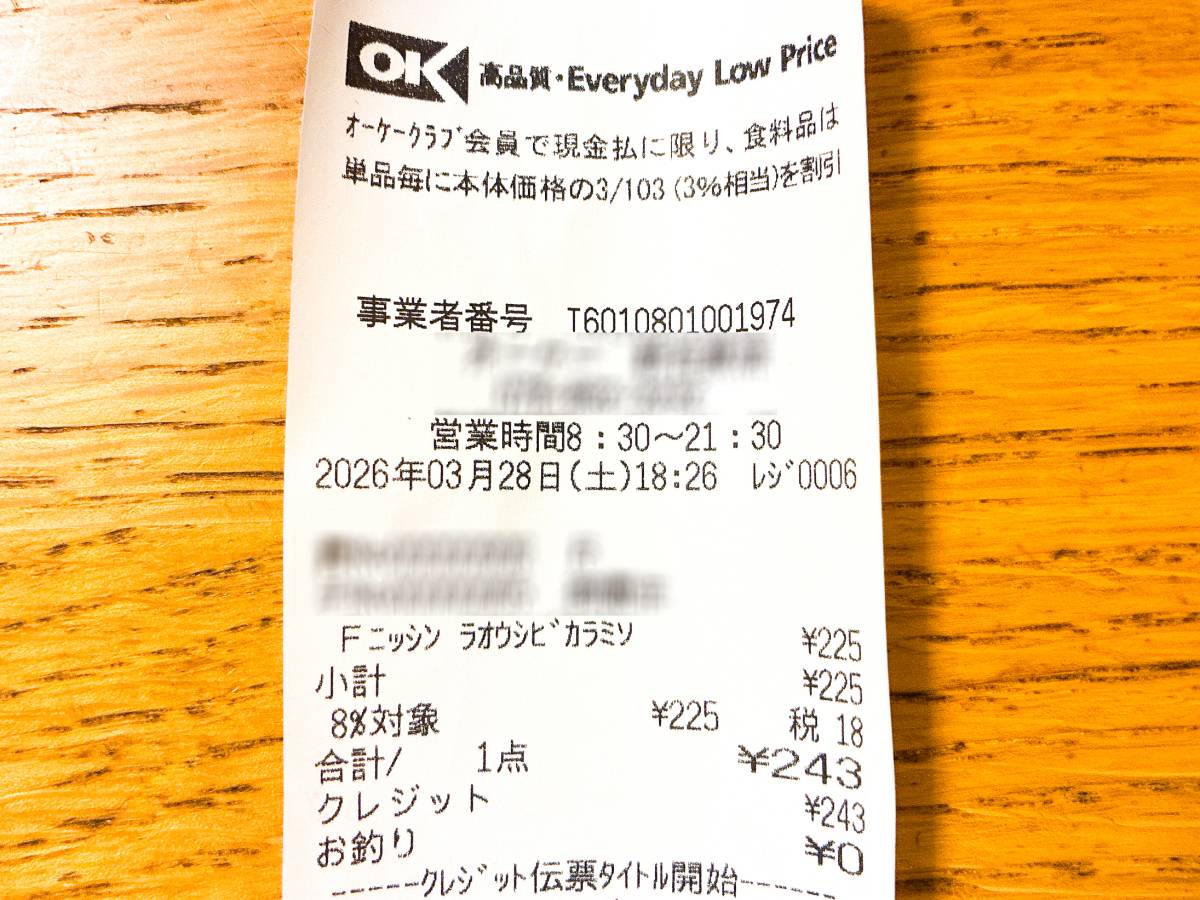 OK 高品質・Everyday Low Price
オーケークラブ会員で現金払に限り、食料品は
単品毎に本体価格の3/103 (3%相当)を割引
事業者番号 T6010801001974
営業時間8:30～21:30
2026年03月28日(土)18:26 レジ0006
Fニッシン ラオウシビカラミソ ¥225
小計 ¥225
8%対象 ¥225 税 18
合計/ 1点 ¥243
クレジット ¥243
お釣り ¥0
-----クレジット伝票タイトル開始------